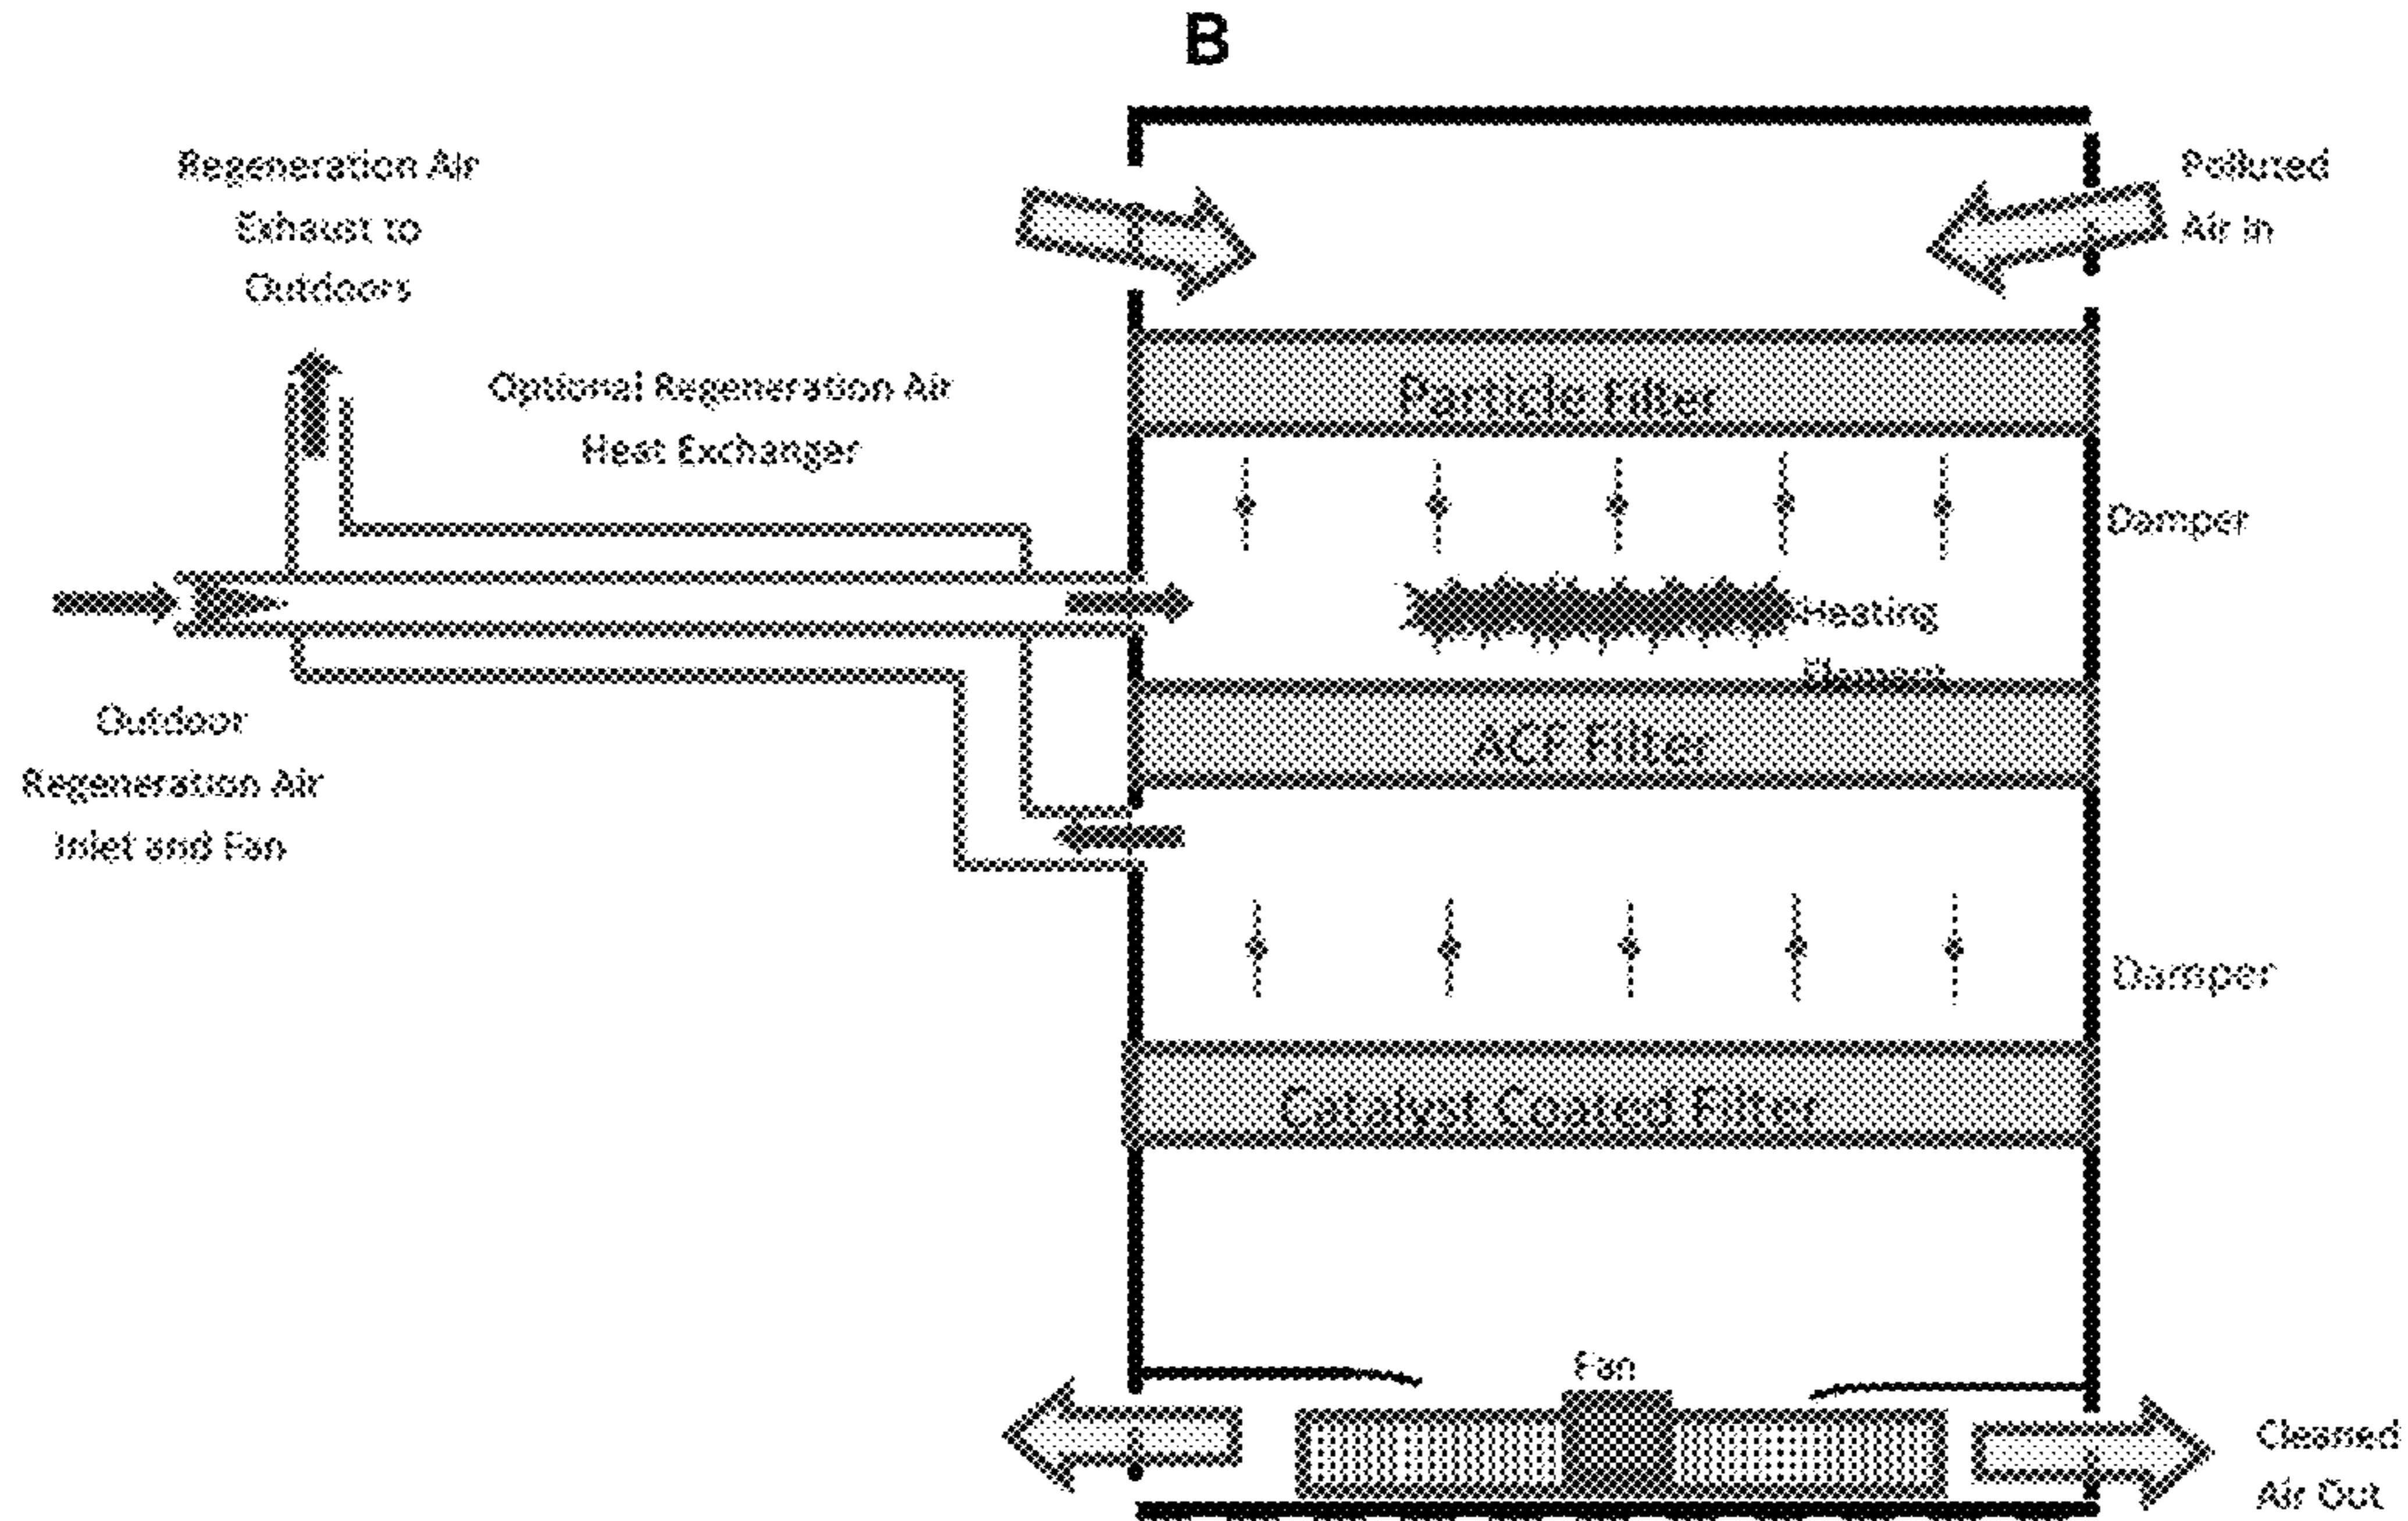 B
Regeneration Air
Exhaust to
Outdoors
Polluted
Air In
Optional Regeneration Air
Heat Exchanger
Particle Filter
Damper
Heating
Element
Outdoor
Regeneration Air
Inlet and Fan
ACF Filter
Damper
Catalyst Coated Filter
Fan
Cleaned
Air Out